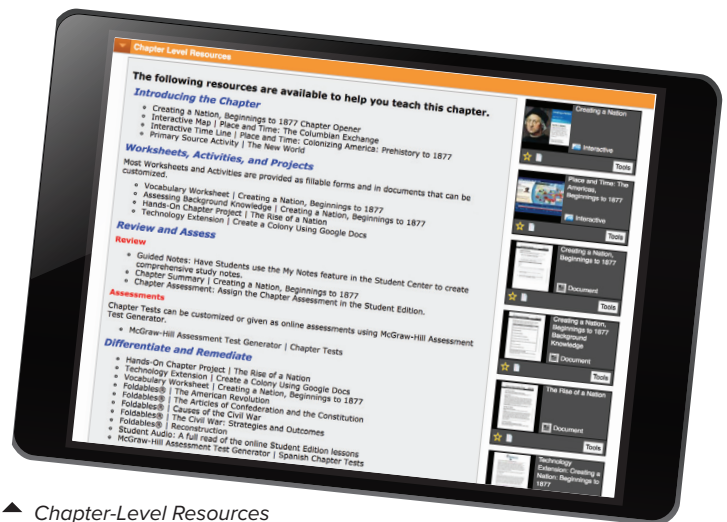 Chapter Level Resources
The following resources are available to help you teach this chapter.
Introducing the Chapter
Creating a Nation, Beginnings to 1877 Chapter Opener
Interactive Map | Place and Time: The Columbian Exchange
Interactive Time Line | Place and Time: Colonizing America: Prehistory to 1877
Primary Source Activity | The New World
Worksheets, Activities, and Projects
Most Worksheets and Activities are provided as fillable forms and in documents that can be
customized.
Vocabulary Worksheet | Creating a Nation, Beginnings to 1877
Assessing Background Knowledge | Creating a Nation, Beginnings to 1877
Hands-On Chapter Project | The Rise of a Nation
Technology Extension | Create a Colony Using Google Docs
Review and Assess
Review
Guided Notes: Have Students use the My Notes feature in the Student Center to create
comprehensive study notes.
Chapter Summary | Creating a Nation, Beginnings to 1877
Chapter Assessment: Assign the Chapter Assessment in the Student Edition.
Assessments
Chapter Tests can be customized or given as online assessments using McGraw-Hill Assessment
Test Generator.
McGraw-Hill Assessment Test Generator | Chapter Tests
Differentiate and Remediate
Hands-On Chapter Project | The Rise of a Nation
Technology Extension | Create a Colony Using Google Docs
Vocabulary Worksheet | Creating a Nation, Beginnings to 1877
Foldables® | The American Revolution
Foldables® | The Articles of Confederation and the Constitution
Foldables® | Causes of the Civil War
Foldables® | The Civil War: Strategies and Outcomes
Foldables® | Reconstruction
Student Audio: A full read of the online Student Edition lessons
McGraw-Hill Assessment Test Generator | Spanish Chapter Tests
Creating a Nation
Interactive
Tools
Place and Time: The
Americas,
Beginnings to 1877
Interactive
Tools
Creating a Nation,
Beginnings to 1877
Document
Tools
Creating a Nation,
Beginnings to 1877
Background
Knowledge
Document
Tools
The Rise of a Nation
Document
Tools
Technology
Extension: Creating a
Nation: Beginnings to
1877
Chapter-Level Resources